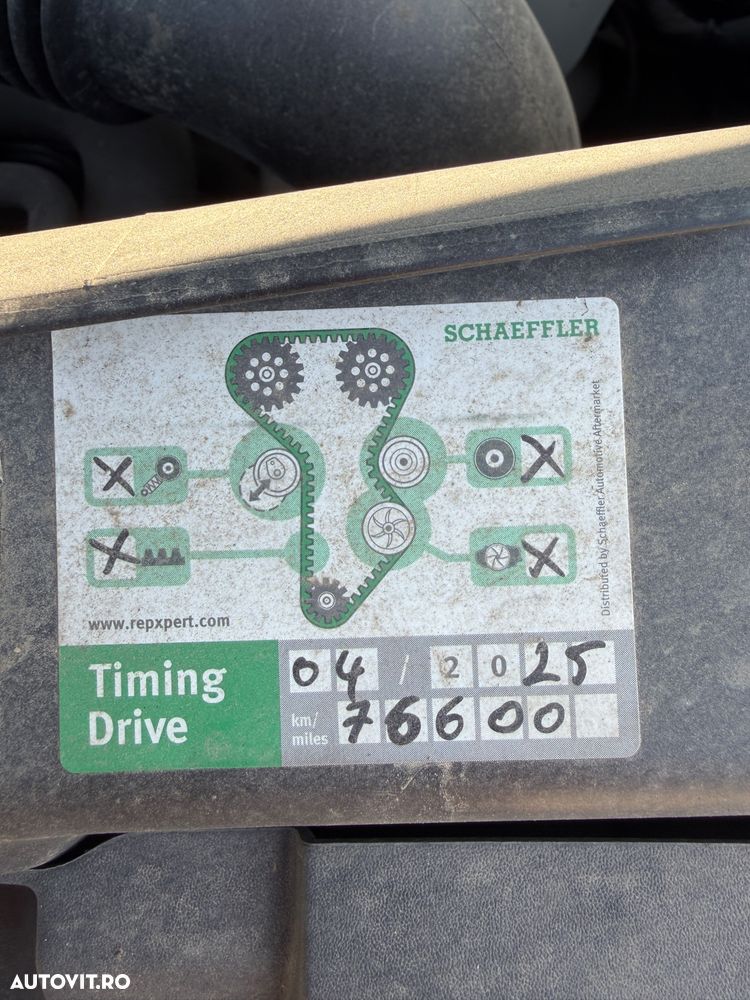 SCHAEFFLER
X
X
X
X
Distributed by Schaeffler Automotive Aftermarket
www.repxpert.com
Timing
Drive
04 / 2025
km/
miles
76600
AUTOVIT.RO